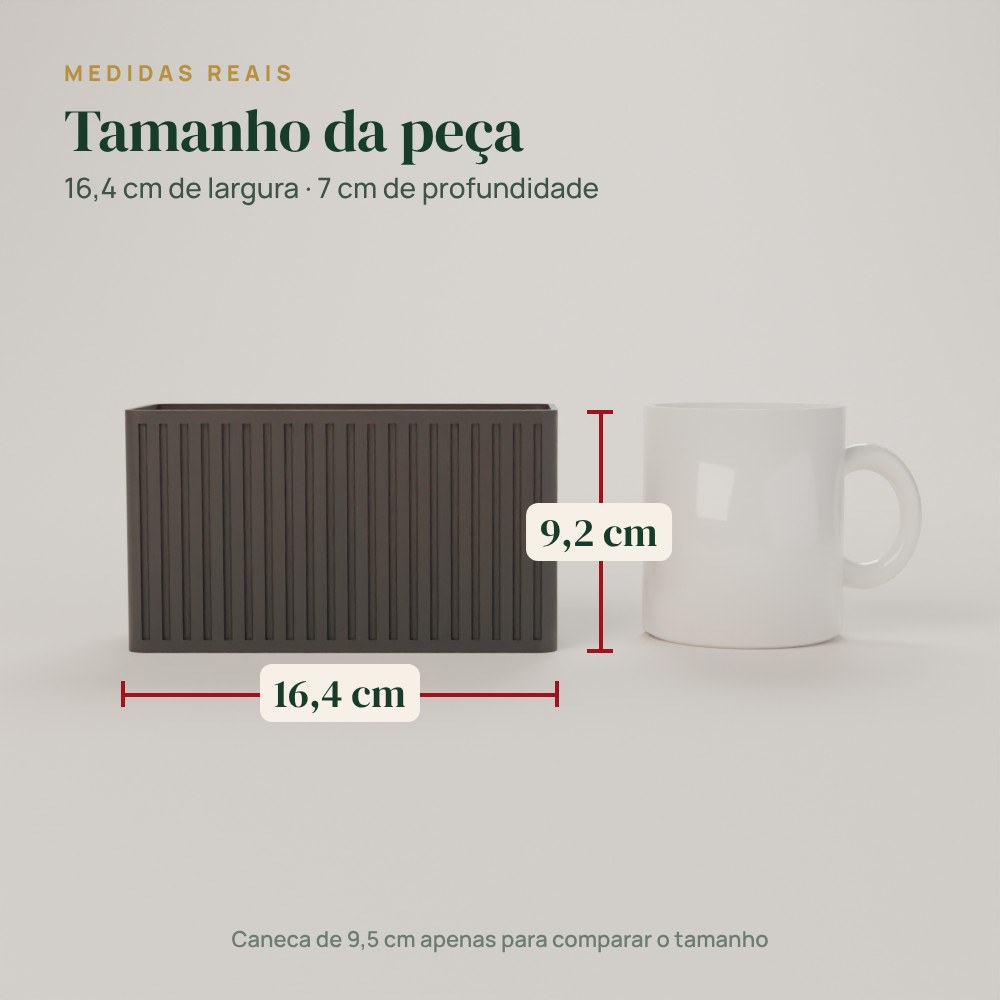 MEDIDAS REAIS
Tamanho da peça
16,4 cm de largura · 7 cm de profundidade
9,2 cm
16,4 cm
Caneca de 9,5 cm apenas para comparar o tamanho